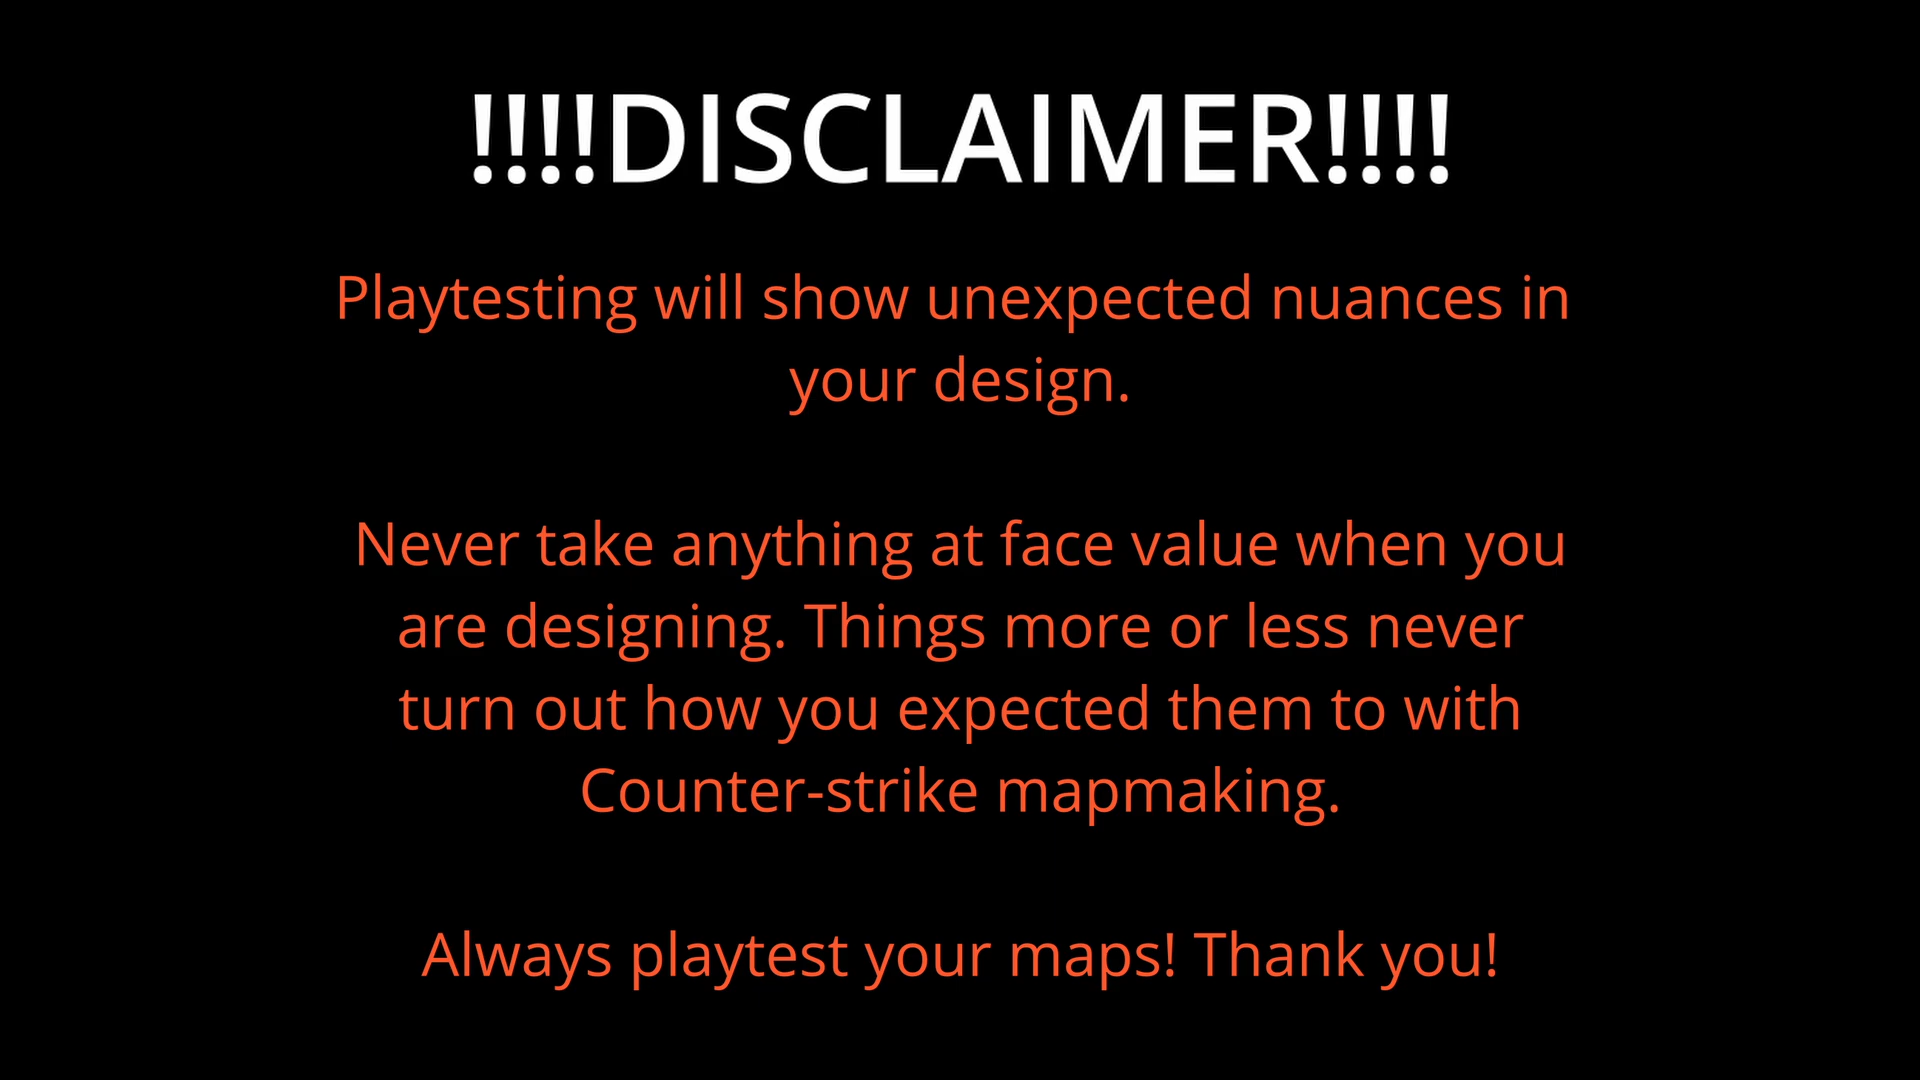 !!!!DISCLAIMER!!!!
Playtesting will show unexpected nuances in
your design.
Never take anything at face value when you
are designing. Things more or less never
turn out how you expected them to with
Counter-strike mapmaking.
Always playtest your maps! Thank you!